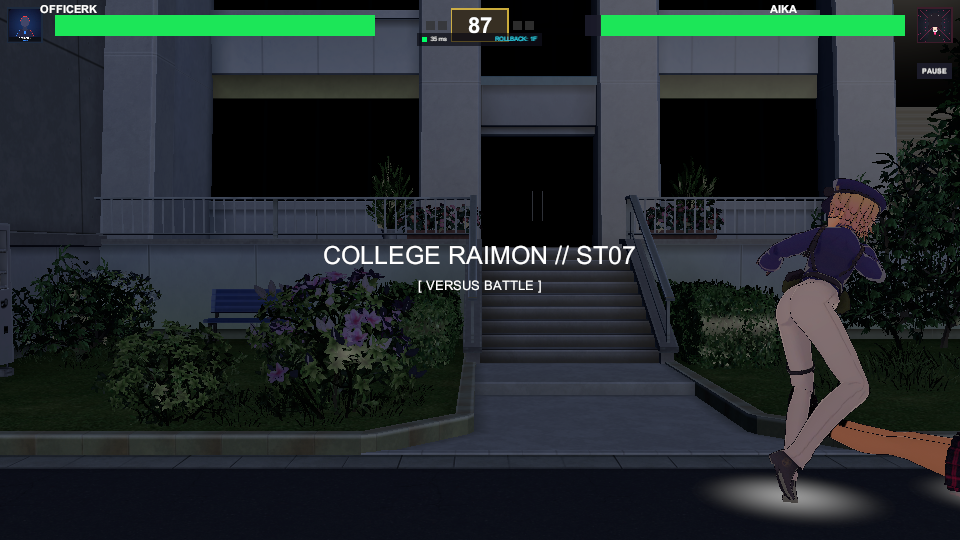 OFFICERK
87
AIKA
35 ms
ROLLBACK: 1F
PAUSE
COLLEGE RAIMON // ST07
[ VERSUS BATTLE ]